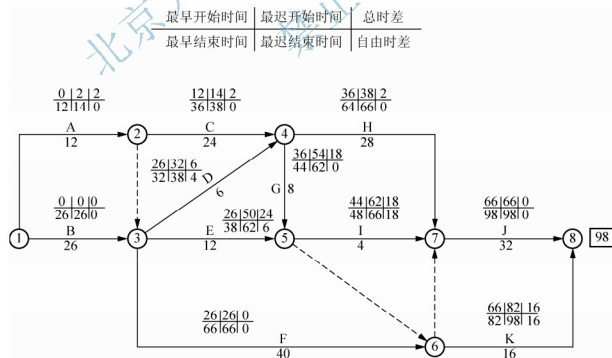 最早开始时间 | 最迟开始时间 | 总时差
最早结束时间 | 最迟结束时间 | 自由时差
0 | 2 | 2
12 | 14 | 0
12 | 14 | 2
36 | 38 | 0
36 | 38 | 2
64 | 66 | 0
A
12
2
C
24
4
H
28
26 | 32 | 6
32 | 38 | 4
D
6
36 | 54 | 18
44 | 62 | 0
G 8
0 | 0 | 0
26 | 26 | 0
26 | 50 | 24
38 | 62 | 6
44 | 62 | 18
48 | 66 | 18
66 | 66 | 0
98 | 98 | 0
1
B
26
3
E
12
5
I
4
7
J
32
8
98
26 | 26 | 0
66 | 66 | 0
66 | 82 | 16
82 | 98 | 16
F
40
6
K
16